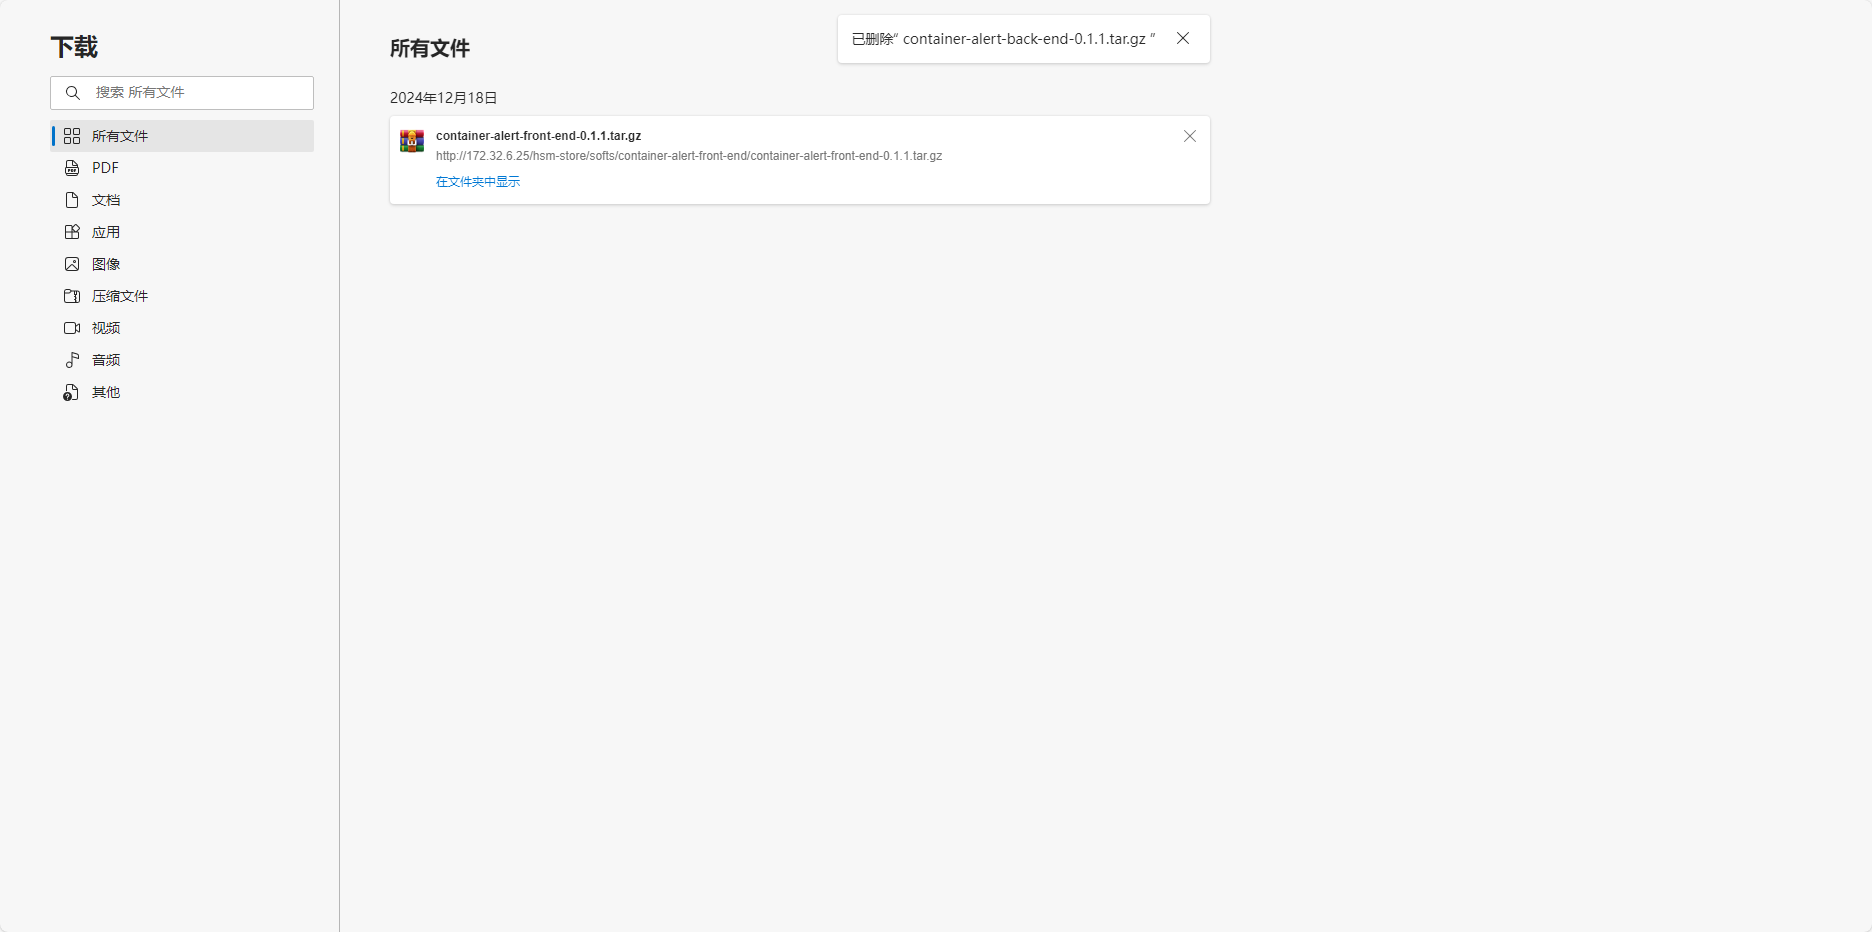 下载
搜索 所有文件
所有文件
PDF
文档
应用
图像
压缩文件
视频
音频
其他
所有文件
已删除“ container-alert-back-end-0.1.1.tar.gz ”
2024年12月18日
container-alert-front-end-0.1.1.tar.gz
http://172.32.6.25/hsm-store/softs/container-alert-front-end/container-alert-front-end-0.1.1.tar.gz
在文件夹中显示